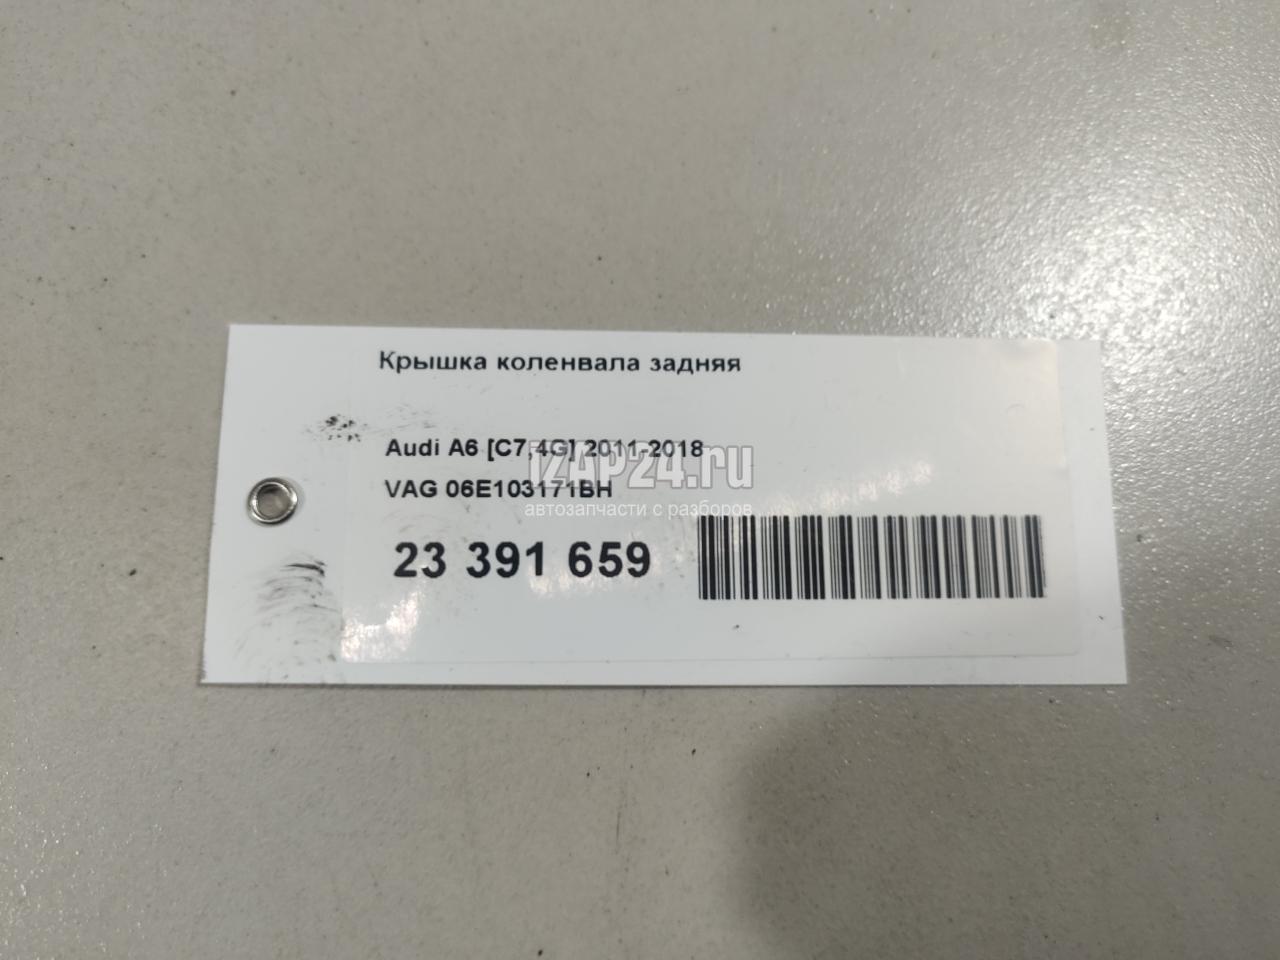 Крышка коленвала задняя
Audi A6 [C7,4G] 2011-2018
iZAP24.ru
VAG 06E103171BH
автозапчасти с разборов
23 391 659